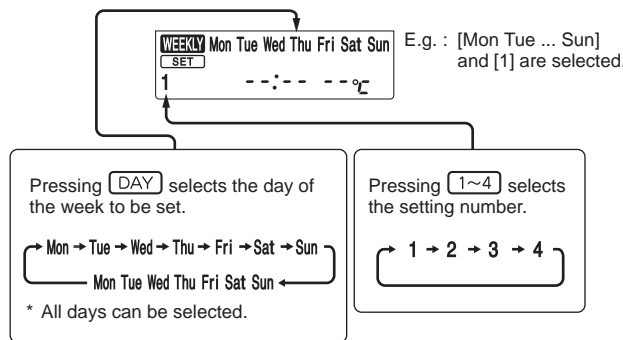 WEEKLY Mon Tue Wed Thu Fri Sat Sun
SET
1 --:-- --°C
E.g. : [Mon Tue ... Sun]
and [1] are selected.
Pressing DAY selects the day of
the week to be set.
Mon → Tue → Wed → Thu → Fri → Sat → Sun
Mon Tue Wed Thu Fri Sat Sun
* All days can be selected.
Pressing 1~4 selects
the setting number.
1 → 2 → 3 → 4